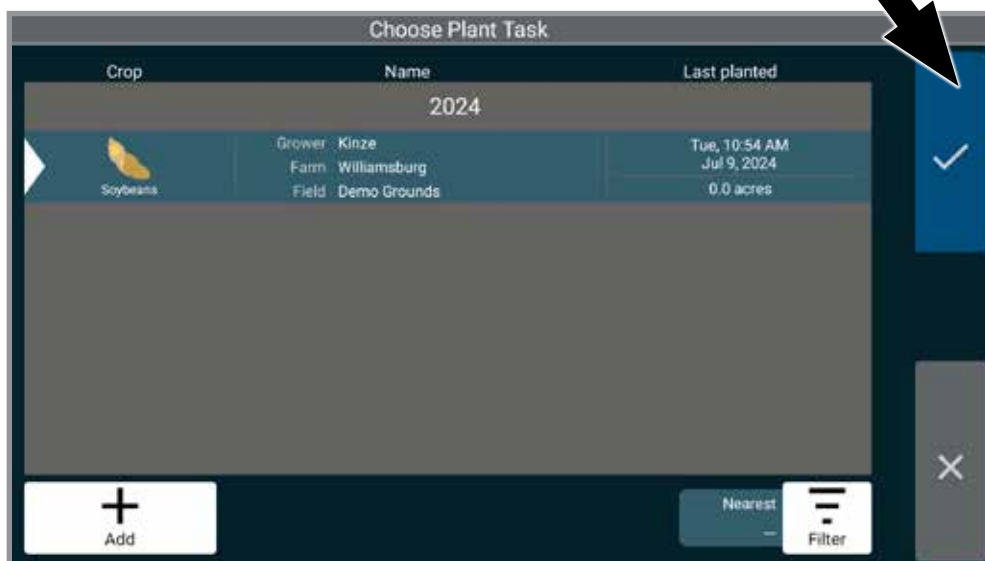 Choose Plant Task
Crop Name Last planted
2024
Soybeans
Grower Kinze
Farm Williamsburg
Field Demo Grounds
Tue, 10:54 AM
Jul 9, 2024
0.0 acres
Add
Nearest
--
Filter